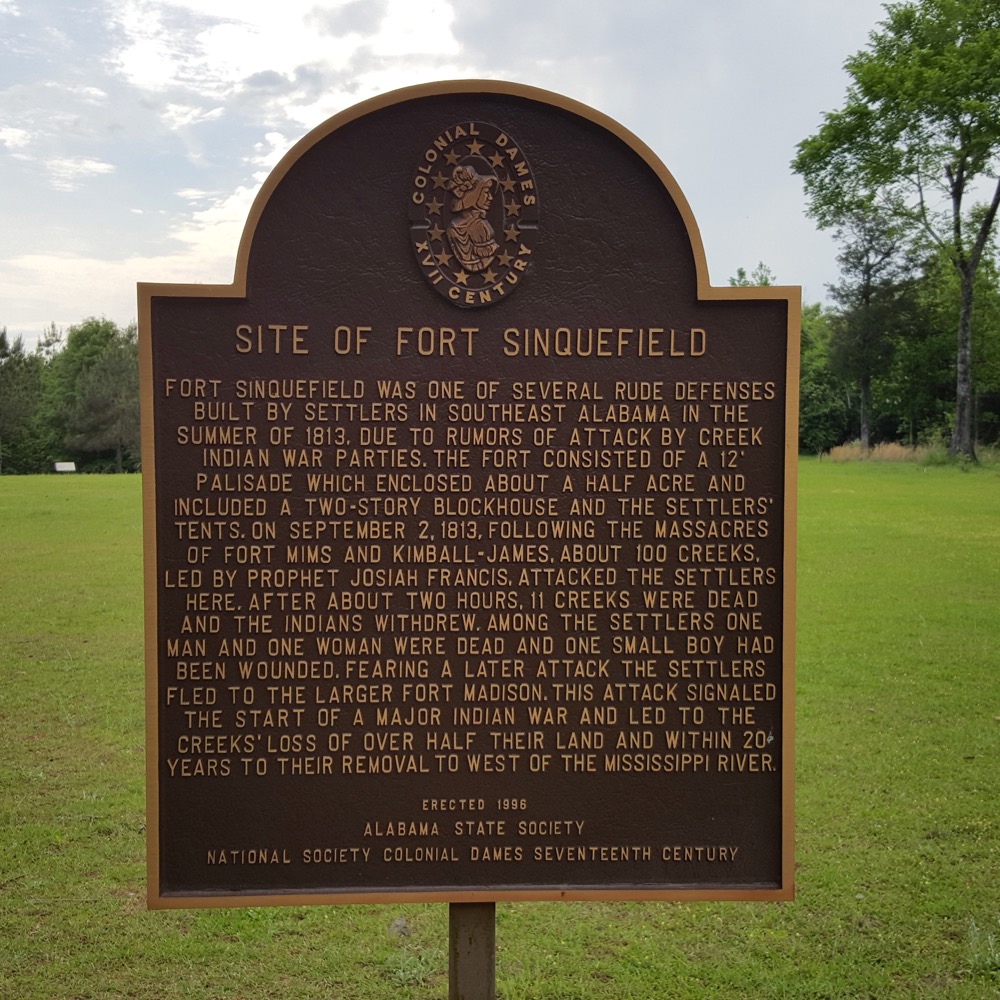 COLONIAL DAMES
XVII CENTURY
SITE OF FORT SINQUEFIELD
FORT SINQUEFIELD WAS ONE OF SEVERAL RUDE DEFENSES
BUILT BY SETTLERS IN SOUTHEAST ALABAMA IN THE
SUMMER OF 1813, DUE TO RUMORS OF ATTACK BY CREEK
INDIAN WAR PARTIES. THE FORT CONSISTED OF A 12'
PALISADE WHICH ENCLOSED ABOUT A HALF ACRE AND
INCLUDED A TWO-STORY BLOCKHOUSE AND THE SETTLERS'
TENTS. ON SEPTEMBER 2, 1813, FOLLOWING THE MASSACRES
OF FORT MIMS AND KIMBALL-JAMES, ABOUT 100 CREEKS,
LED BY PROPHET JOSIAH FRANCIS, ATTACKED THE SETTLERS
HERE. AFTER ABOUT TWO HOURS, 11 CREEKS WERE DEAD
AND THE INDIANS WITHDREW. AMONG THE SETTLERS ONE
MAN AND ONE WOMAN WERE DEAD AND ONE SMALL BOY HAD
BEEN WOUNDED. FEARING A LATER ATTACK THE SETTLERS
FLED TO THE LARGER FORT MADISON. THIS ATTACK SIGNALED
THE START OF A MAJOR INDIAN WAR AND LED TO THE
CREEKS' LOSS OF OVER HALF THEIR LAND AND WITHIN 20
YEARS TO THEIR REMOVAL TO WEST OF THE MISSISSIPPI RIVER.
ERECTED 1996
ALABAMA STATE SOCIETY
NATIONAL SOCIETY COLONIAL DAMES SEVENTEENTH CENTURY